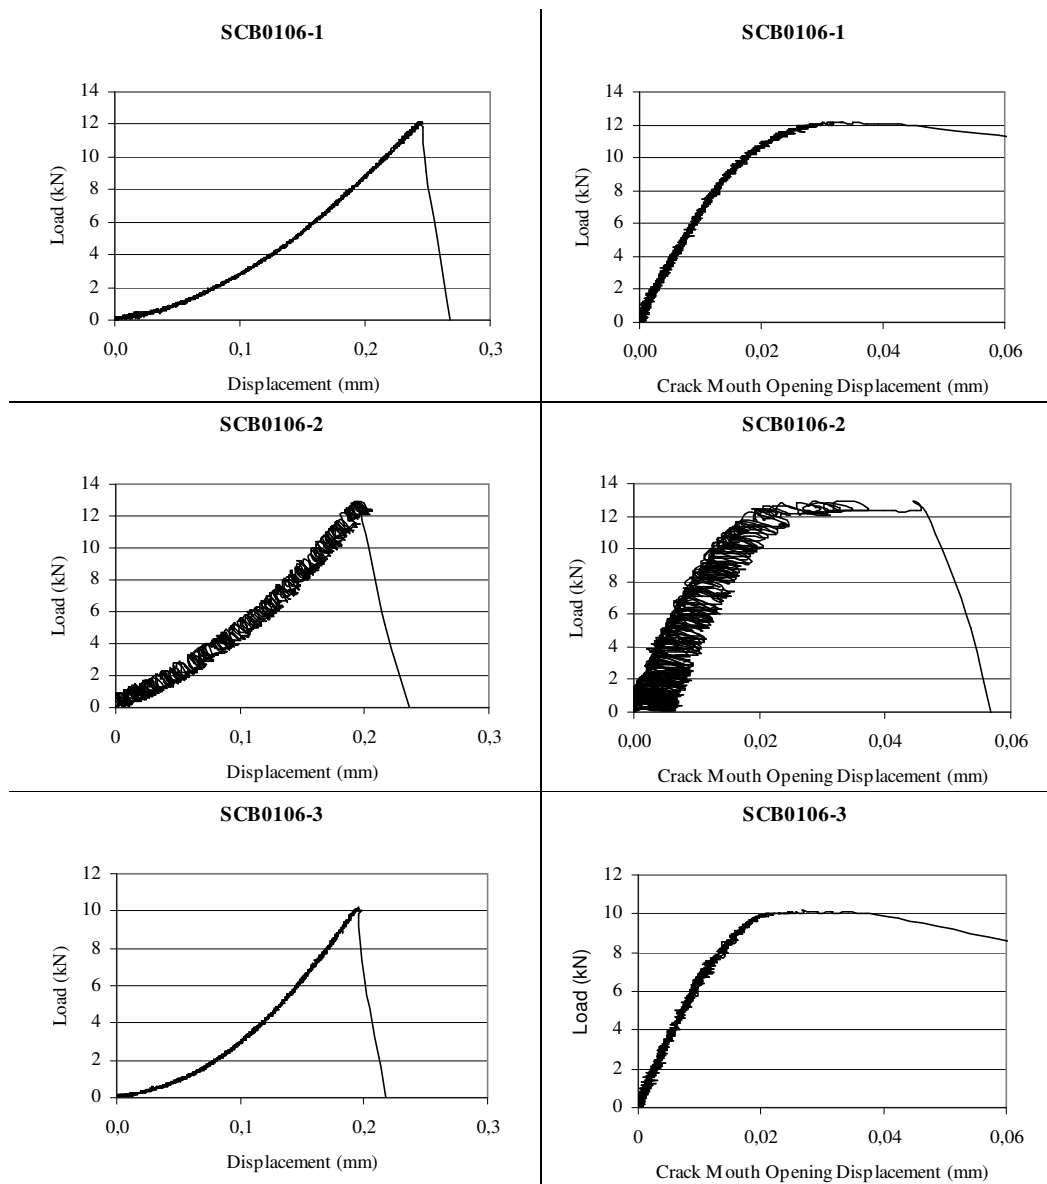 SCB0106-1
14
12
10
8
6
4
2
0
Load (kN)
0,0 0,1 0,2 0,3
Displacement (mm)
SCB0106-1
14
12
10
8
6
4
2
0
Load (kN)
0,00 0,02 0,04 0,06
Crack Mouth Opening Displacement (mm)
SCB0106-2
14
12
10
8
6
4
2
0
Load (kN)
0 0,1 0,2 0,3
Displacement (mm)
SCB0106-2
14
12
10
8
6
4
2
0
Load (kN)
0,00 0,02 0,04 0,06
Crack Mouth Opening Displacement (mm)
SCB0106-3
12
10
8
6
4
2
0
Load (kN)
0,0 0,1 0,2 0,3
Displacement (mm)
SCB0106-3
12
10
8
6
4
2
0
Load (kN)
0 0,02 0,04 0,06
Crack Mouth Opening Displacement (mm)